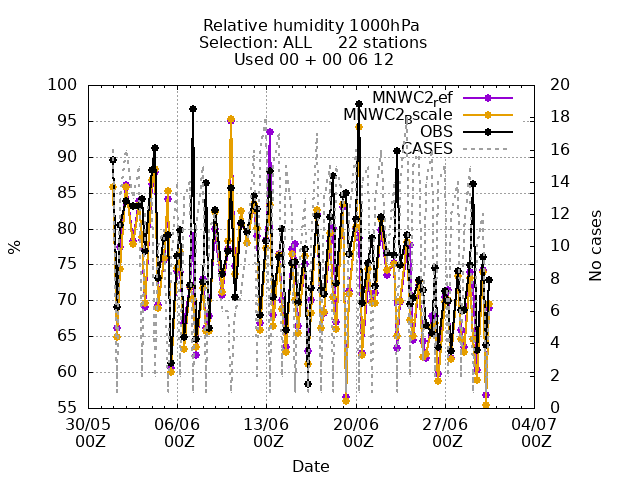 Relative humidity 1000hPa
Selection: ALL 22 stations
Used 00 + 00 06 12
100 95 90 85 80 75 70 65 60 55
%
20 18 16 14 12 10 8 6 4 2 0
No cases
MNWC2ref
MNWC2Bscale
OBS
CASES
30/05 06/06 13/06 20/06 27/06 04/07
00Z 00Z 00Z 00Z 00Z 00Z
Date